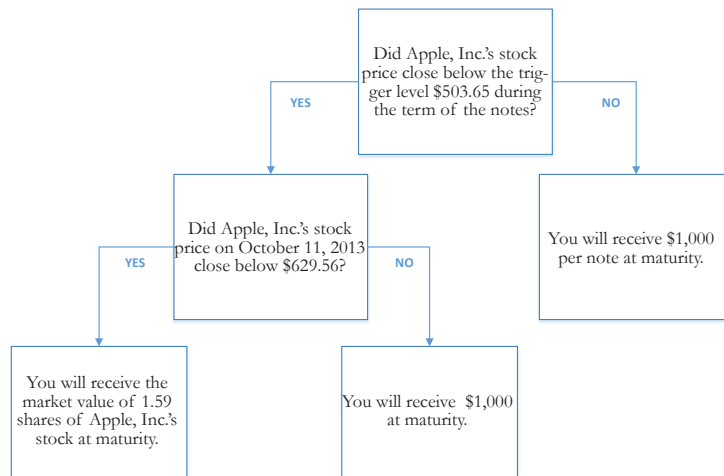 Did Apple, Inc.'s stock
price close below the trig-
ger level $503.65 during
the term of the notes?
YES
NO
Did Apple, Inc.'s stock
price on October 11, 2013
close below $629.56?
You will receive $1,000
per note at maturity.
YES
NO
You will receive the
market value of 1.59
shares of Apple, Inc.'s
stock at maturity.
You will receive $1,000
at maturity.